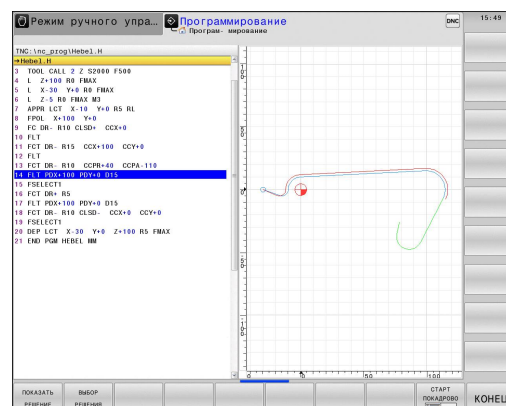 Режим ручного упра...
Программирование
Програм- мирование
DNC
15:49
TNC:\nc_prog\Hebel.H
→Hebel.H
3 TOOL CALL 2 Z S2000 F500
4 L Z+100 R0 FMAX
5 L X-30 Y+0 R0 FMAX
6 L Z-5 R0 FMAX M3
7 APPR LCT X-10 Y+0 R5 RL
8 FPOL X+100 Y+0
9 FC DR- R10 CLSD+ CCX+0
10 FLT
11 FCT DR- R15 CCX+100 CCY+0
12 FLT
13 FCT DR- R10 CCPR+40 CCPA-110
14 FLT PDX+100 PDY+0 D15
15 FSELECT1
16 FCT DR+ R5
17 FLT PDX+100 PDY+0 D15
18 FCT DR- R10 CLSD- CCX+0 CCY+0
19 FSELECT1
20 DEP LCT X-30 Y+0 Z+100 R5 FMAX
21 END PGM HEBEL MM
0 50 100
ПОКАЗАТЬ РЕШЕНИЕ
ВЫБОР РЕШЕНИЯ
СТАРТ ПОКАДРОВО
КОНЕЦ